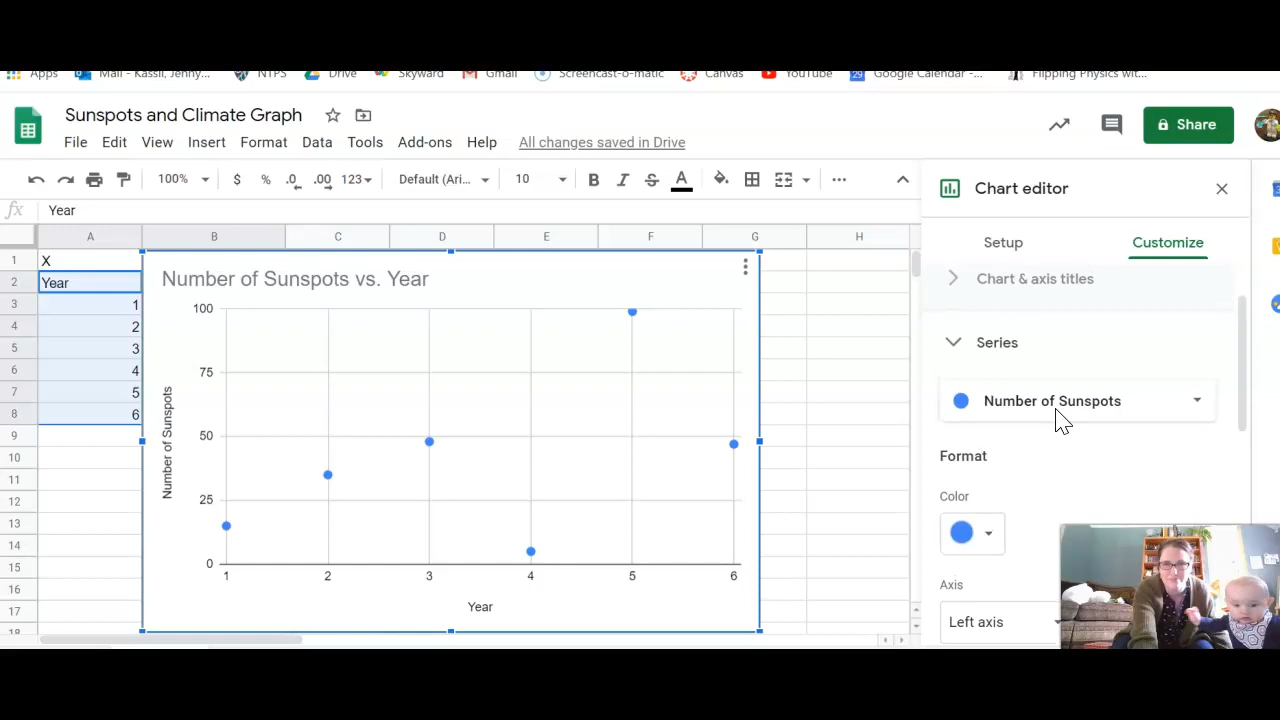 Apps Mail - Kassil, Jenny... NTPS Drive Skyward Gmail Screencast-o-matic Canvas YouTube Google Calendar -... Flipping Physics wit...
Sunspots and Climate Graph
File Edit View Insert Format Data Tools Add-ons Help All changes saved in Drive
Share
100% $ % .0 .00 123 Default (Ari... 10 B I S A ...
fx Year
A B C D E F G H
1 X
2 Year
3 1
4 2
5 3
6 4
7 5
8 6
9
10
11
12
13
14
15
16
17
18
Number of Sunspots vs. Year
100
75
50
25
0
Number of Sunspots
1 2 3 4 5 6
Year
Chart editor
Setup Customize
Chart & axis titles
Series
Number of Sunspots
Format
Color
Axis
Left axis